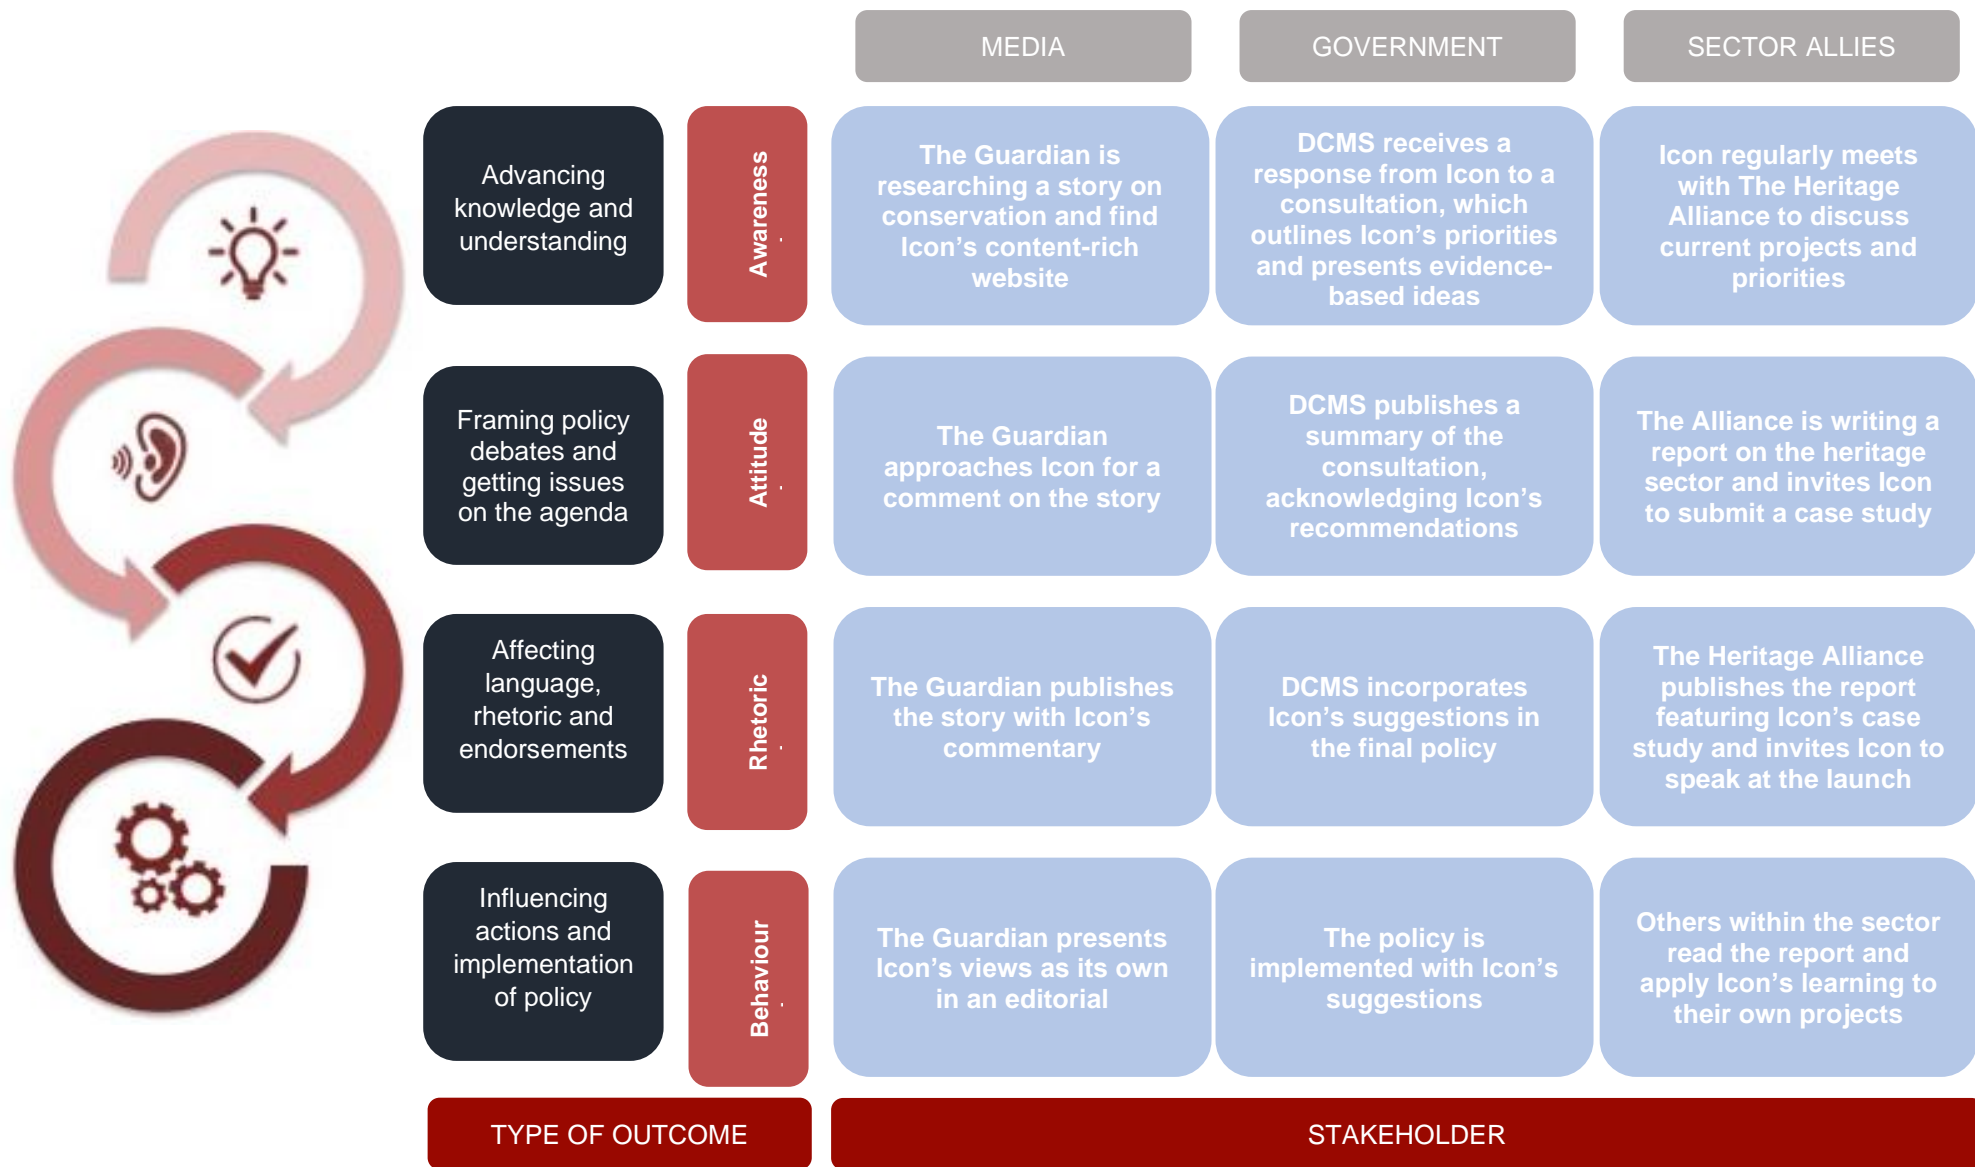 MEDIA
GOVERNMENT
SECTOR ALLIES
Advancing
knowledge and
understanding
Awareness
The Guardian is
researching a story on
conservation and find
Icon’s content-rich
website
DCMS receives a
response from Icon to a
consultation, which
outlines Icon’s priorities
and presents evidence-
based ideas
Icon regularly meets
with The Heritage
Alliance to discuss
current projects and
priorities
Framing policy
debates and
getting issues
on the agenda
Attitude
The Guardian
approaches Icon for a
comment on the story
DCMS publishes a
summary of the
consultation,
acknowledging Icon’s
recommendations
The Alliance is writing a
report on the heritage
sector and invites Icon
to submit a case study
Affecting
language,
rhetoric and
endorsements
Rhetoric
The Guardian publishes
the story with Icon’s
commentary
DCMS incorporates
Icon’s suggestions in
the final policy
The Heritage Alliance
publishes the report
featuring Icon’s case
study and invites Icon to
speak at the launch
Influencing
actions and
implementation
of policy
Behaviour
The Guardian presents
Icon’s views as its own
in an editorial
The policy is
implemented with Icon’s
suggestions
Others within the sector
read the report and
apply Icon’s learning to
their own projects
TYPE OF OUTCOME
STAKEHOLDER